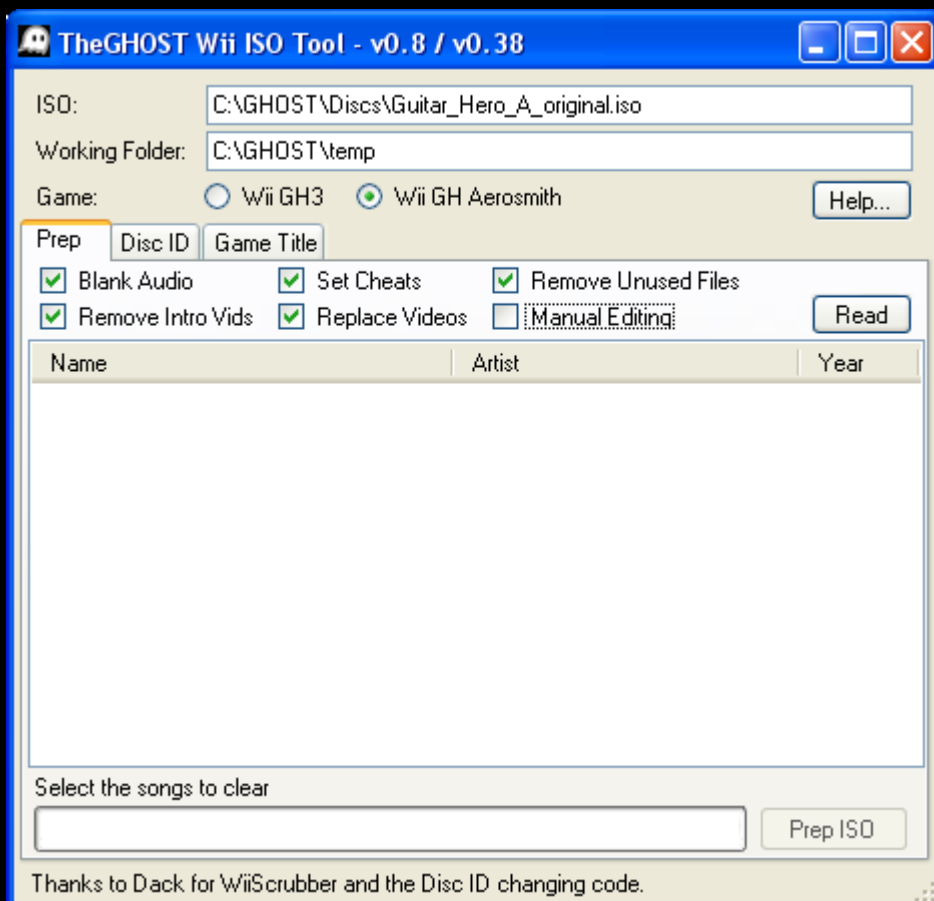 TheGHOST Wii ISO Tool - v0.8 / v0.38
ISO: C:\GHOST\Discs\Guitar_Hero_A_original.iso
Working Folder: C:\GHOST\temp
Game: Wii GH3 Wii GH Aerosmith Help...
Prep Disc ID Game Title
Blank Audio Set Cheats Remove Unused Files
Remove Intro Vids Replace Videos Manual Editing Read
Name Artist Year
Select the songs to clear
Prep ISO
Thanks to Dack for WiiScrubber and the Disc ID changing code.